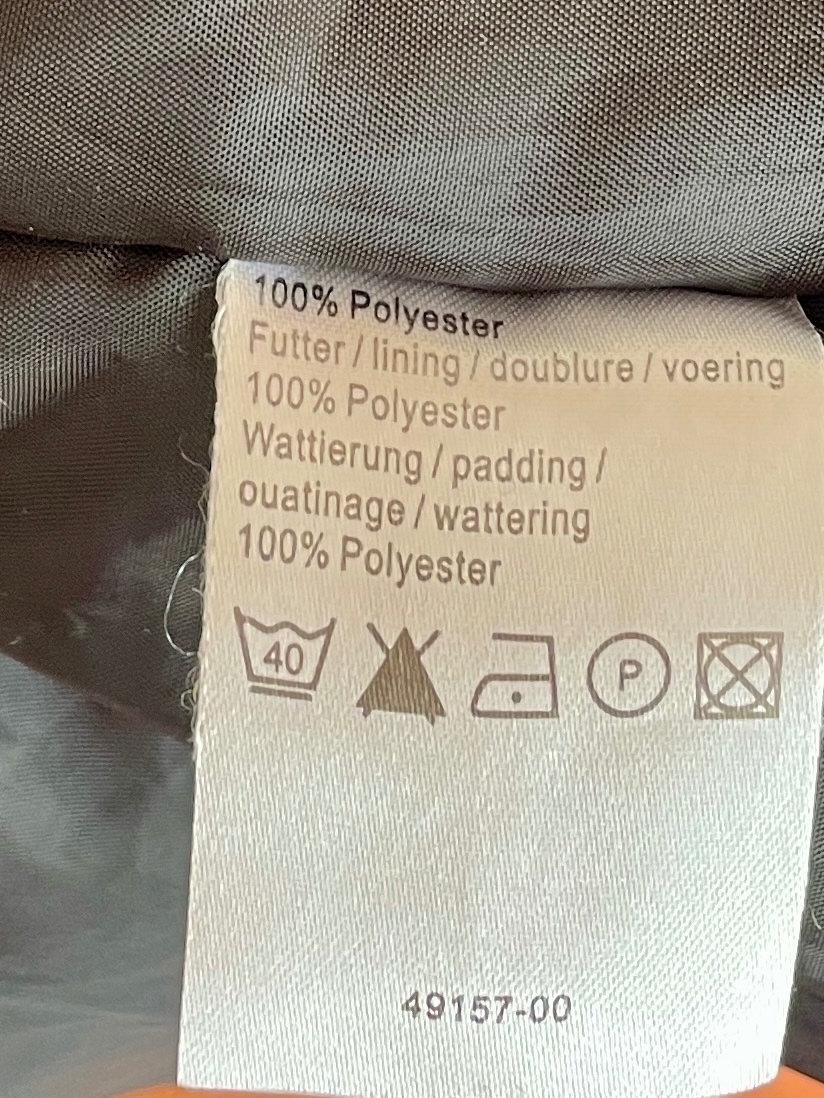 100% Polyester
Futter / lining / doublure / voering
100% Polyester
Wattierung / padding /
ouatinage / wattering
100% Polyester
40 P
49157-00